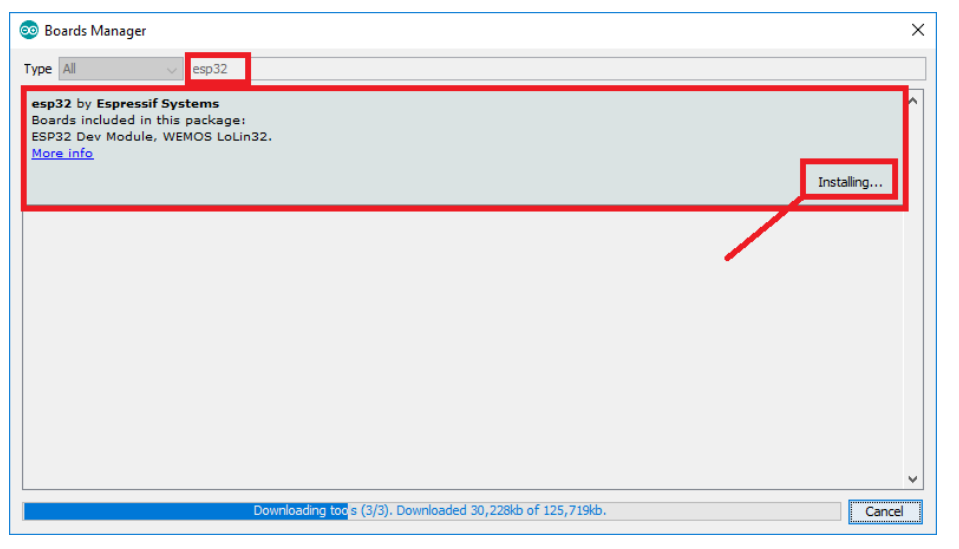 Boards Manager
Type All esp32
esp32 by Espressif Systems
Boards included in this package:
ESP32 Dev Module, WEMOS LoLin32.
More info
Installing...
Downloading tools (3/3). Downloaded 30,228kb of 125,719kb.
Cancel